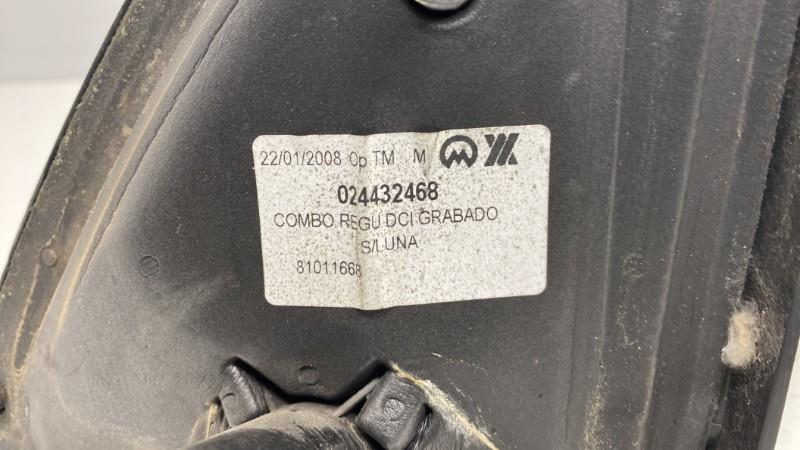 22/01/2008 Op TM M
024432468
COMBO REGU DCI GRABADO
S/LUNA
81011668